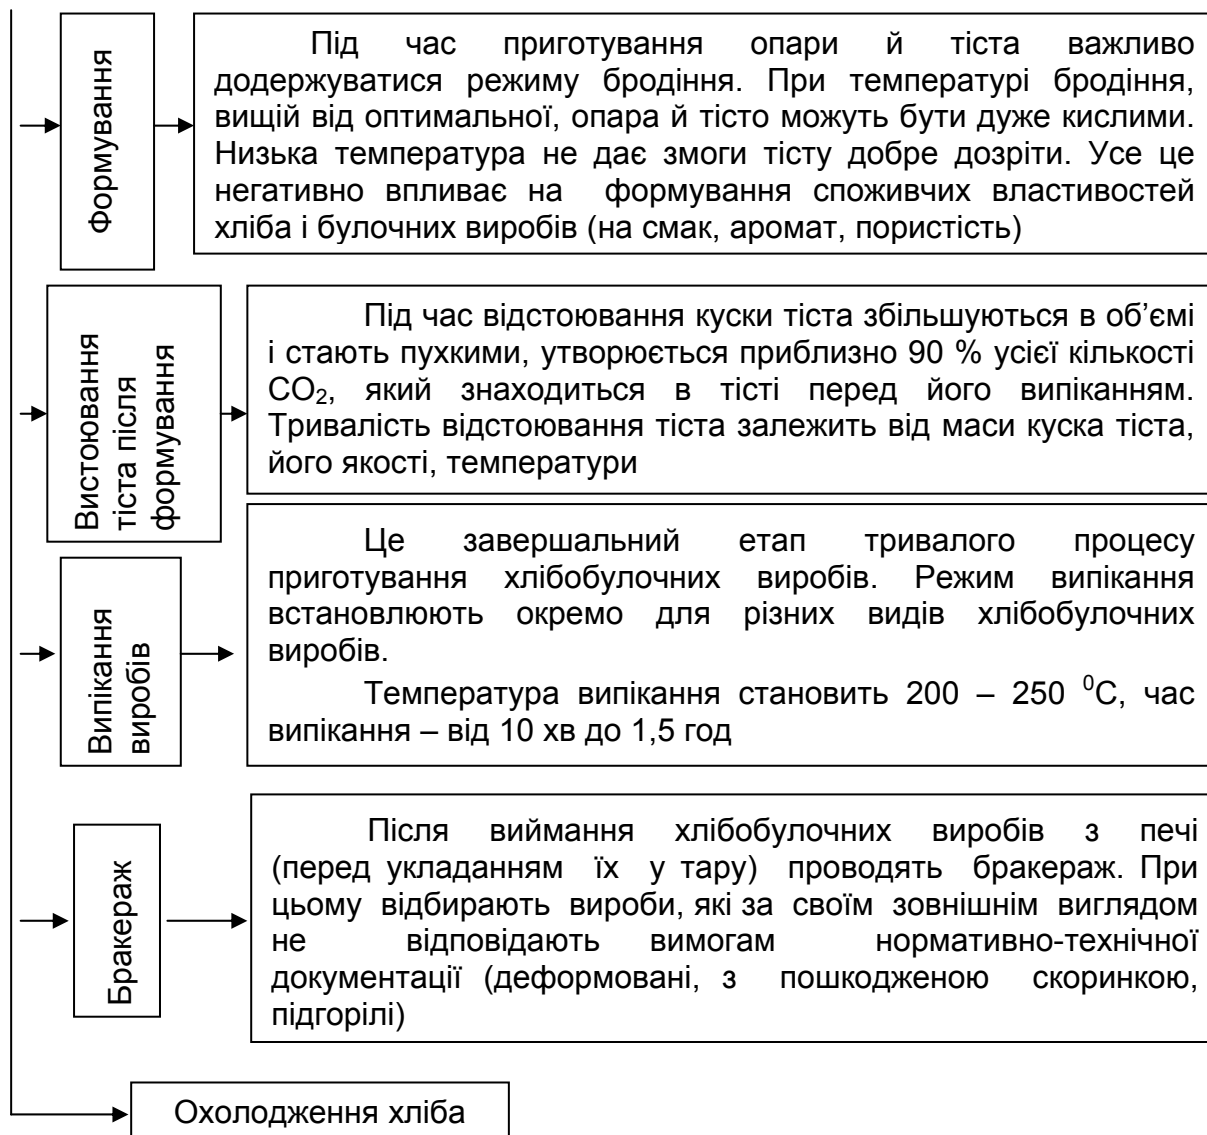 Формування
Під час приготування опари й тіста важливо
додержуватися режиму бродіння. При температурі бродіння,
вищій від оптимальної, опара й тісто можуть бути дуже кислими.
Низька температура не дає змоги тісту добре дозріти. Усе це
негативно впливає на формування споживчих властивостей
хліба і булочних виробів (на смак, аромат, пористість)
Вистоювання
тіста після
формування
Під час відстоювання куски тіста збільшуються в об’ємі
і стають пухкими, утворюється приблизно 90 % усієї кількості
CO₂, який знаходиться в тісті перед його випіканням.
Тривалість відстоювання тіста залежить від маси куска тіста,
його якості, температури
Випікання
виробів
Це завершальний етап тривалого процесу
приготування хлібобулочних виробів. Режим випікання
встановлюють окремо для різних видів хлібобулочних
виробів.
Температура випікання становить 200 – 250 ⁰С, час
випікання – від 10 хв до 1,5 год
Бракераж
Після виймання хлібобулочних виробів з печі
(перед укладанням їх у тару) проводять бракераж. При
цьому відбирають вироби, які за своїм зовнішнім виглядом
не відповідають вимогам нормативно-технічної
документації (деформовані, з пошкодженою скоринкою,
підгорілі)
Охолодження хліба